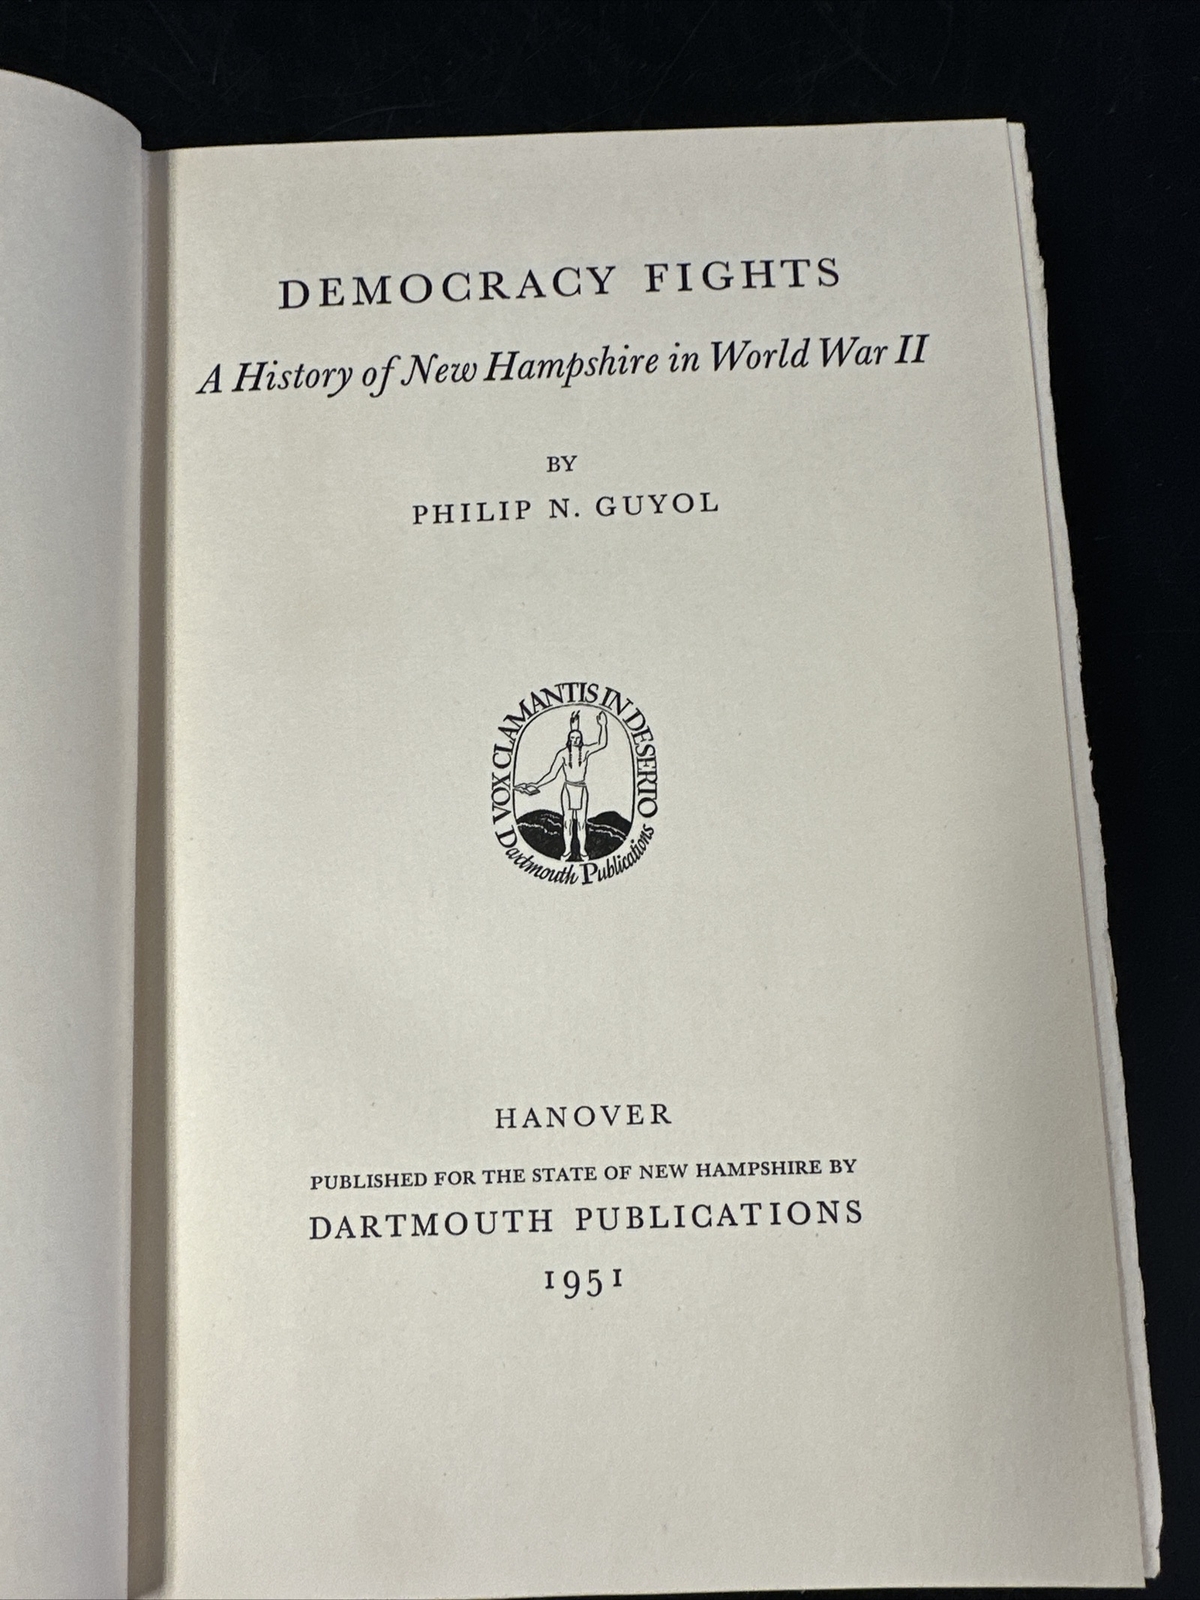 DEMOCRACY FIGHTS
A History of New Hampshire in World War II
BY
PHILIP N. GUYOL
VOX CLAMANTIS IN DESERTO
Dartmouth Publications
HANOVER
PUBLISHED FOR THE STATE OF NEW HAMPSHIRE BY
DARTMOUTH PUBLICATIONS
1951